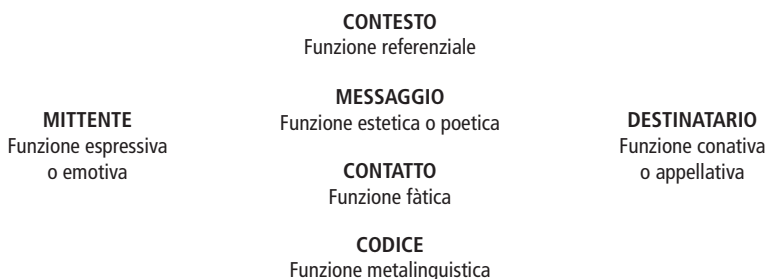 CONTESTO
Funzione referenziale
MESSAGGIO
Funzione estetica o poetica
MITTENTE
Funzione espressiva
o emotiva
DESTINATARIO
Funzione conativa
o appellativa
CONTATTO
Funzione fàtica
CODICE
Funzione metalinguistica